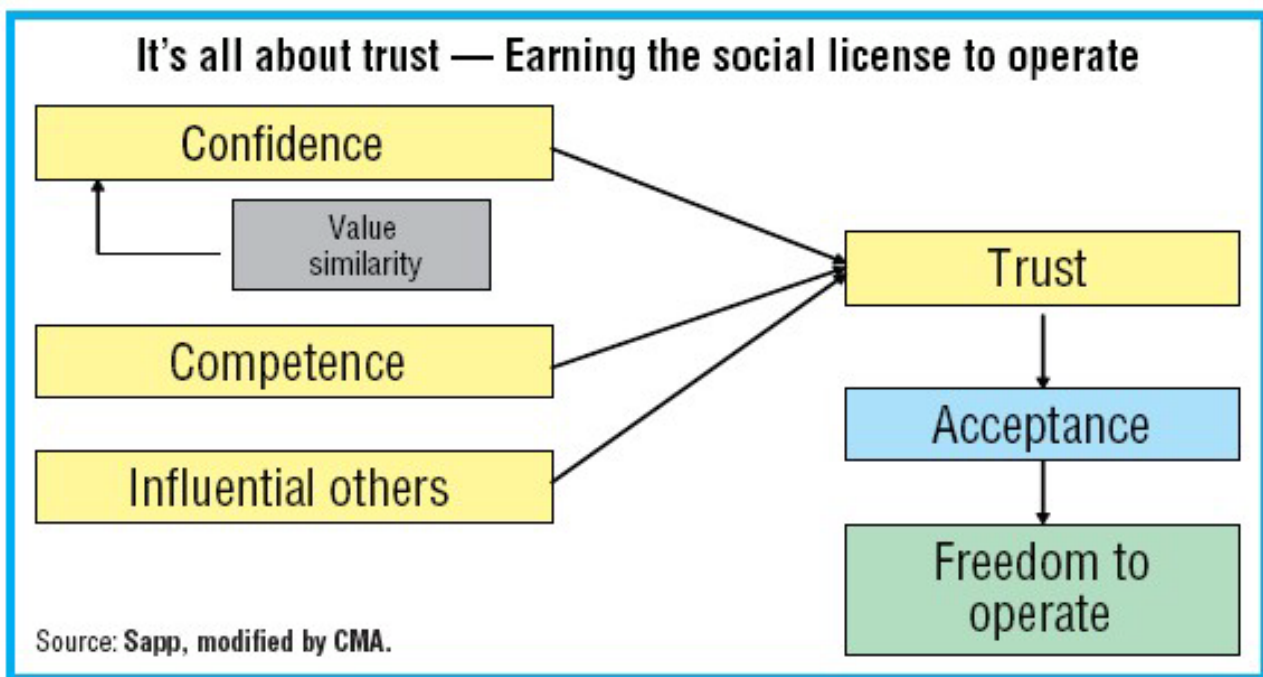 It's all about trust — Earning the social license to operate
Confidence
Value
similarity
Competence
Influential others
Trust
Acceptance
Freedom to
operate
Source: Sapp, modified by CMA.